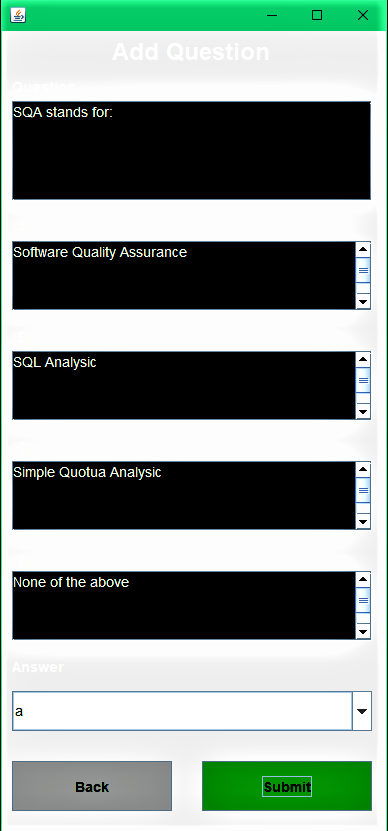 Add Question
Question
SQA stands for:
Software Quality Assurance
SQL Analysic
Simple Quotua Analysic
None of the above
Answer
a
Back
Submit